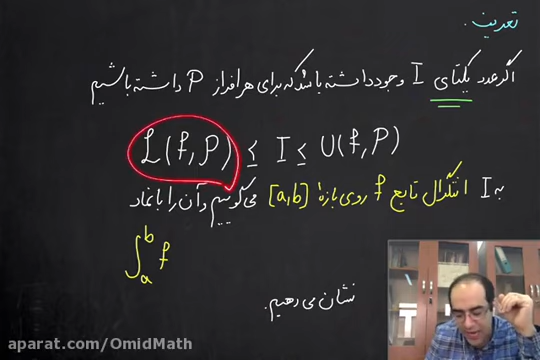 تعریف.
اگر عدد یکتای I وجود داشته باشد که برای هر افراز P داشته باشیم
L(f,P) ≤ I ≤ U(f,P)
به I انتگرال تابع f روی بازهٔ [a,b] می‌گوییم و آن را با نماد
∫_a^b f
نشان می‌دهیم.
aparat.com/OmidMath